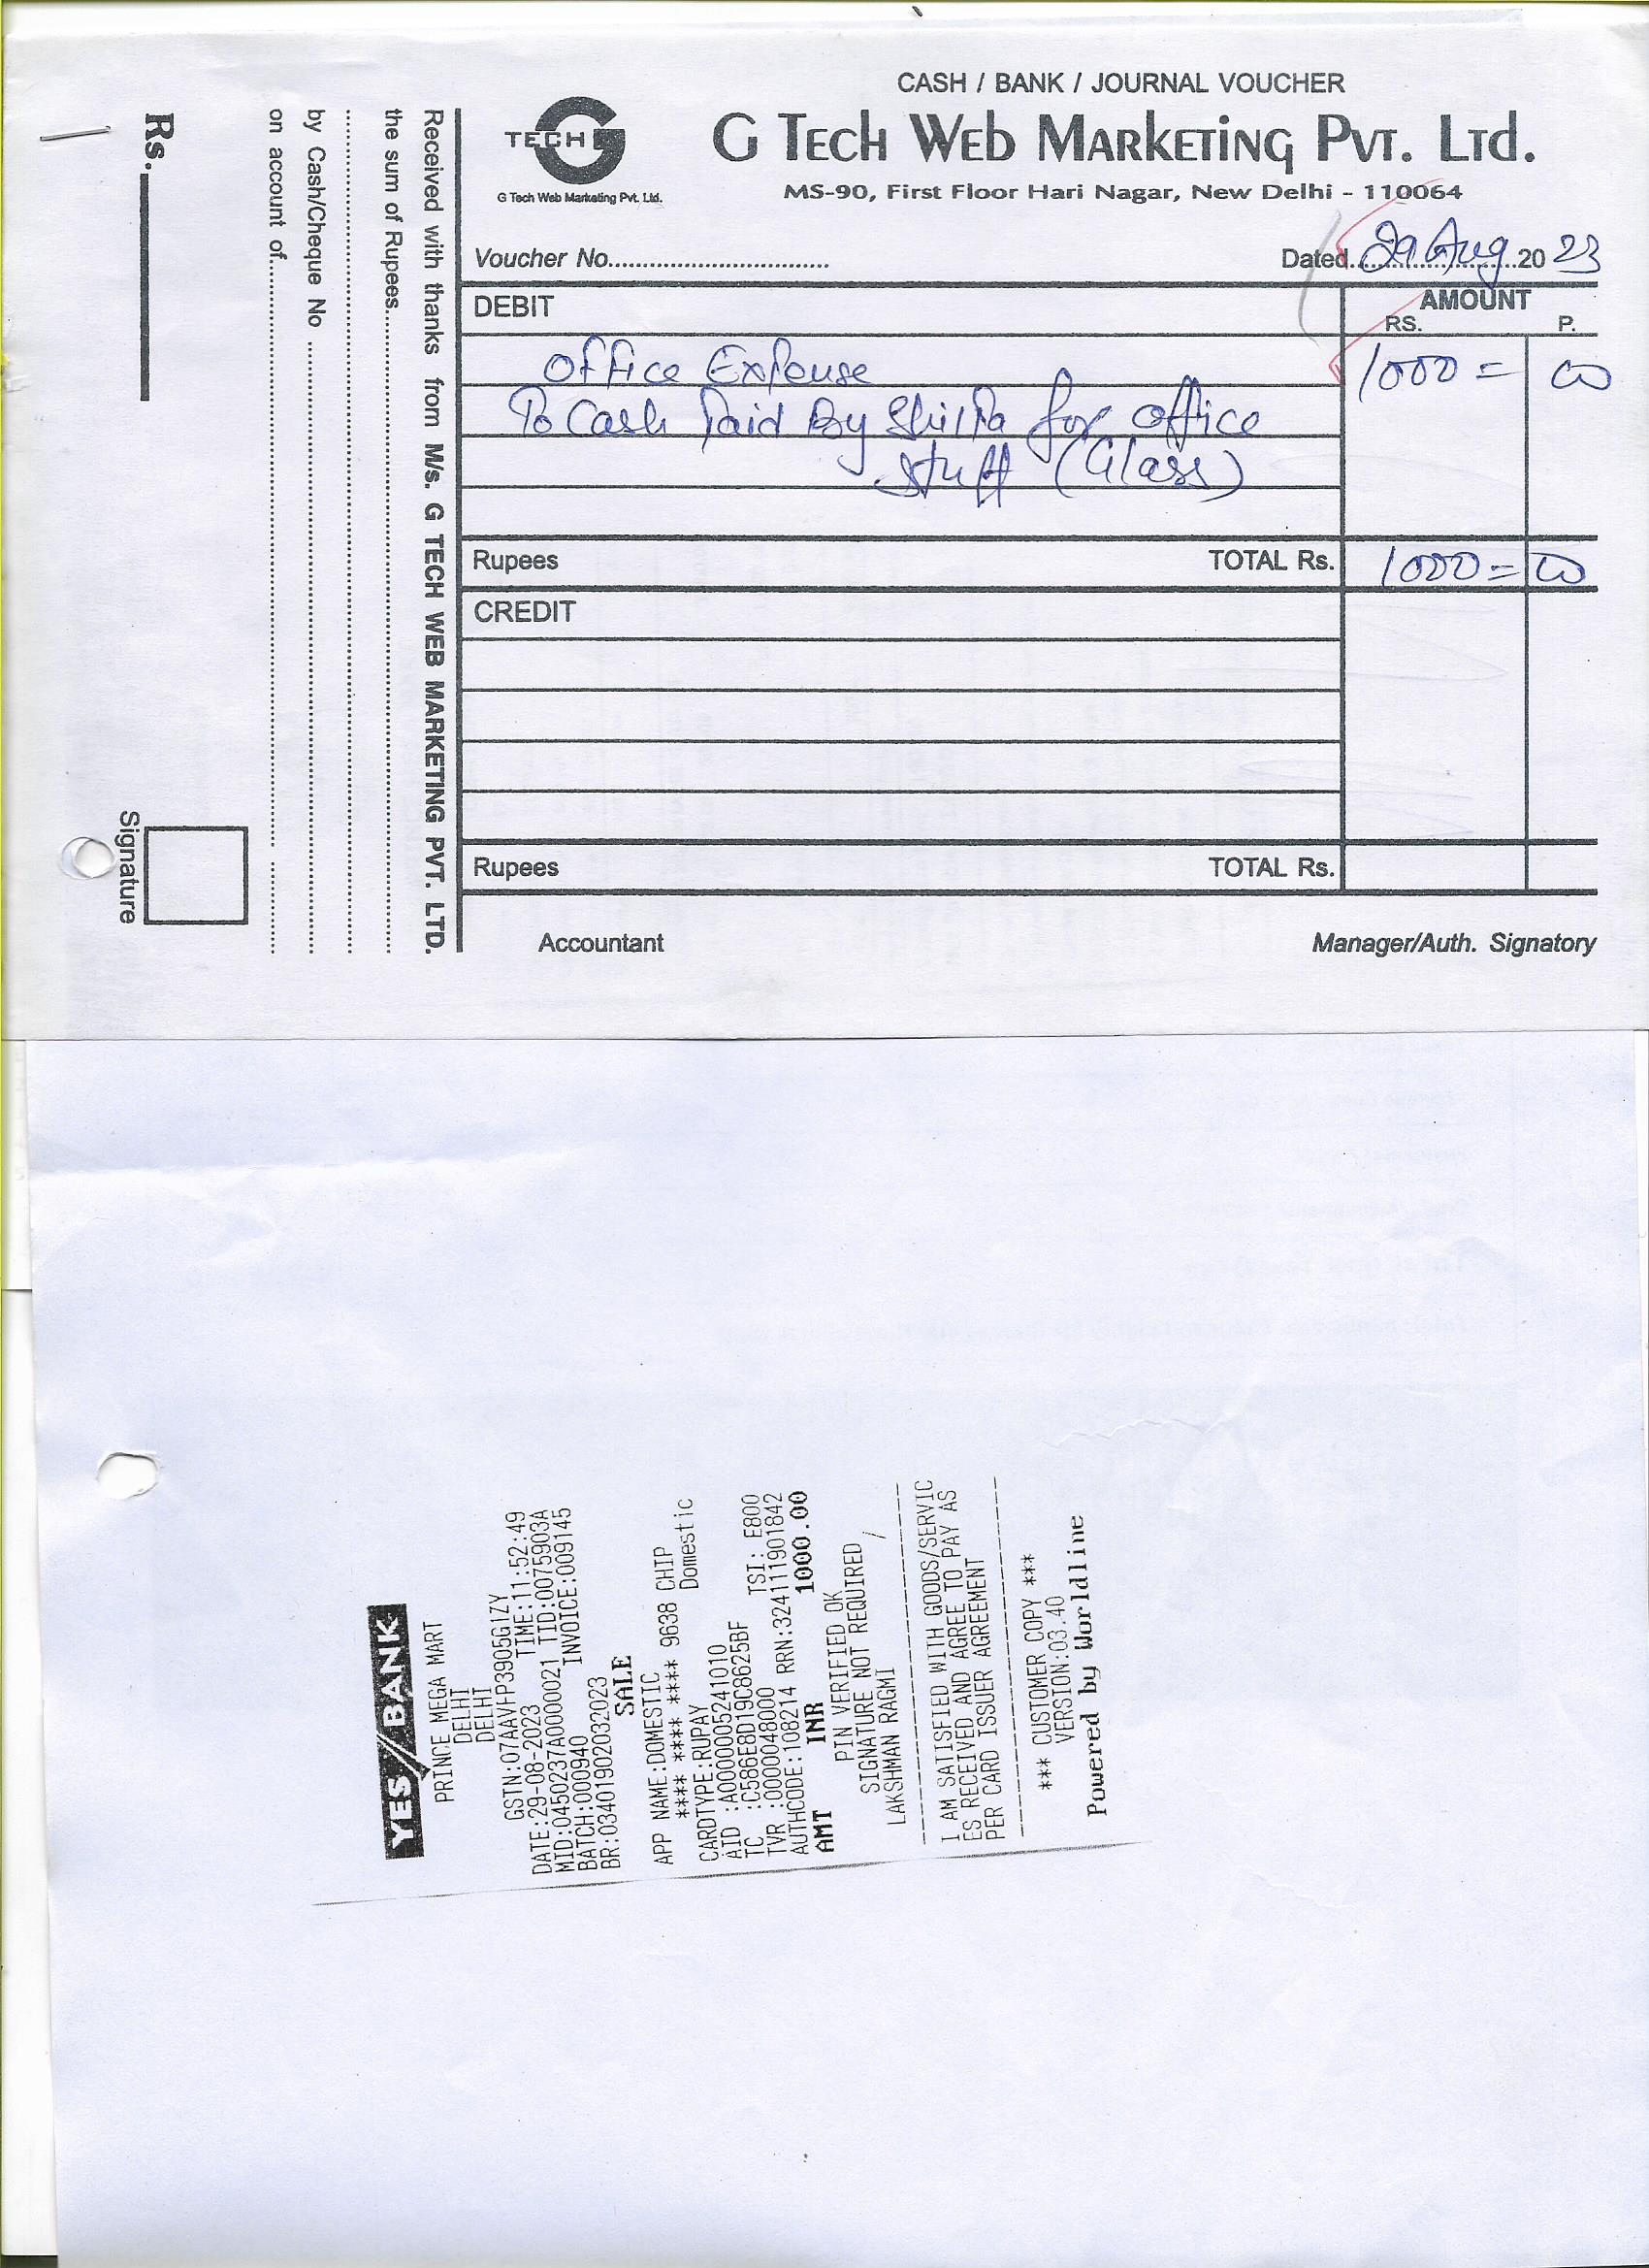 CASH / BANK / JOURNAL VOUCHER
TECH G
G Tech Web Marketing Pvt. Ltd.
G Tech Web Marketing Pvt. Ltd.
MS-90, First Floor Hari Nagar, New Delhi - 110064
Voucher No..............................
Dated 29 Aug 20 23
DEBIT
AMOUNT
RS. P.
Office Expense 1000 = 00
To Cash Paid By Shilpa for office
stuff (Glass)
Rupees TOTAL Rs. 1000 = 00
CREDIT
Rupees TOTAL Rs.
Accountant Manager/Auth. Signatory
Received with thanks from M/s. G TECH WEB MARKETING PVT. LTD.
the sum of Rupees
by Cash/Cheque No
on account of
Rs.
Signature
YES BANK
PRINCE MEGA MART
DELHI
DELHI
GSTN:07AAVFP3905G1ZY
DATE:29-08-2023 TIME:11:52:49
MID:0450237A0000021 TID:0075903A
BATCH:000940 INVOICE:009145
BR:03401902032023
SALE
APP NAME:DOMESTIC
**** **** **** 9638 CHIP
CARDTYPE:RUPAY Domestic
AID :A0000005241010
TC :C586E8D19C8625BF TSI: E800
TVR :0000048000
AUTHCODE:108214 RRN:324111901842
AMT INR 1000.00
PIN VERIFIED OK
SIGNATURE NOT REQUIRED
LAKSHMAN RAGMI /
I AM SATISFIED WITH GOODS/SERVIC
ES RECEIVED AND AGREE TO PAY AS
PER CARD ISSUER AGREEMENT
*** CUSTOMER COPY ***
VERSION:03.40
Powered by Worldline